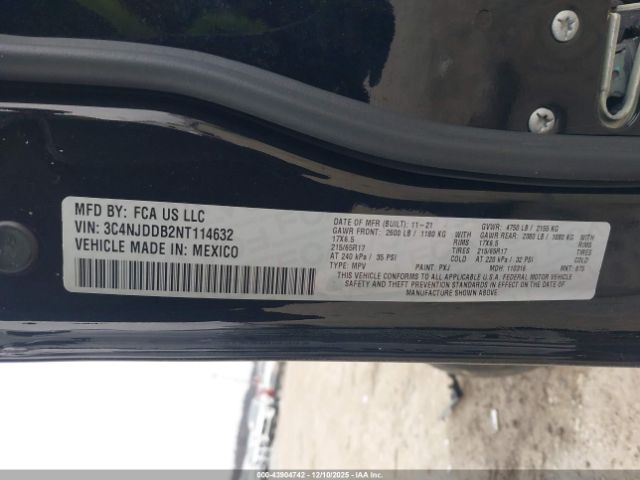 MFD BY: FCA US LLC
VIN: 3C4NJDDB2NT114632
VEHICLE MADE IN: MEXICO
DATE OF MFR (BUILT): 11-21
GAWR FRONT: 2600 LB / 1180 KG
17X6.5 RIMS
215/65R17 TIRES
AT 240 kPa / 35 PSI COLD
TYPE: MPV PAINT: PXJ
GVWR: 4750 LB / 2155 KG
GAWR REAR: 2380 LB / 1080 KG
17X6.5 RIMS
215/65R17 TIRES
AT 220 kPa / 32 PSI COLD
MDH: 110316 MKT: 875
THIS VEHICLE CONFORMS TO ALL APPLICABLE U.S.A. FEDERAL MOTOR VEHICLE
SAFETY AND THEFT PREVENTION STANDARDS IN EFFECT ON THE DATE OF
MANUFACTURE SHOWN ABOVE.
000-43904742 - 12/10/2025 - COPYRIGHT